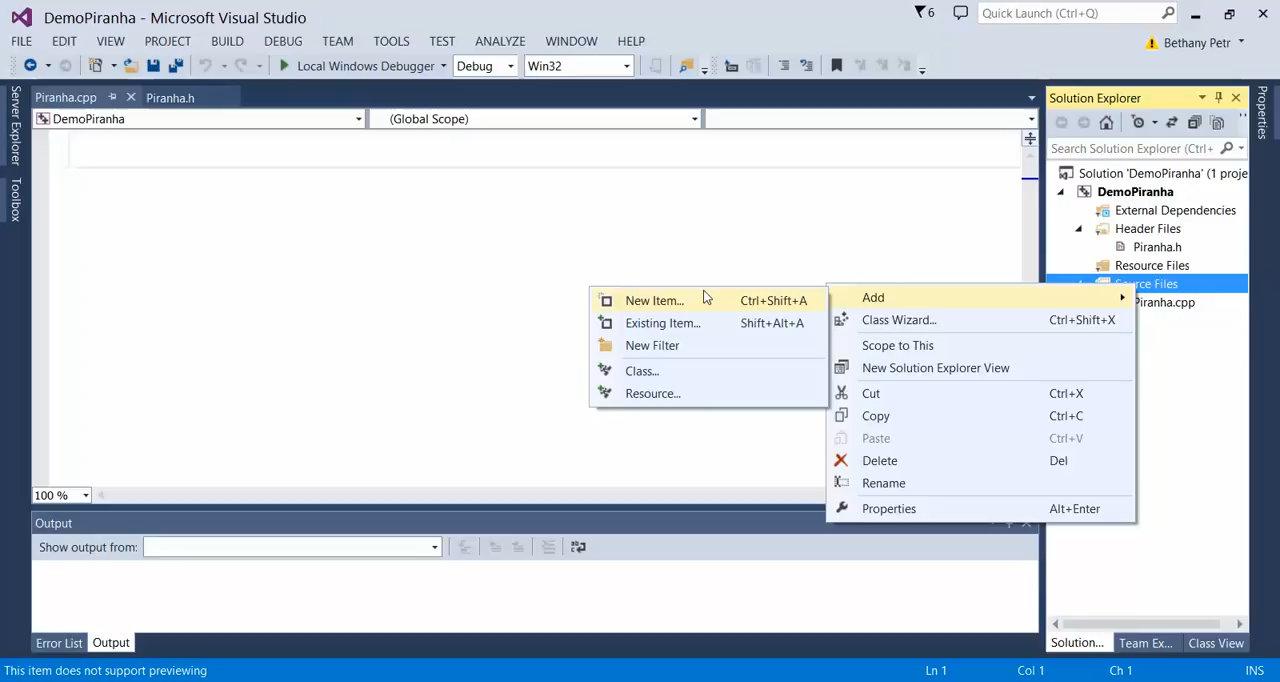 DemoPiranha - Microsoft Visual Studio
6
Quick Launch (Ctrl+Q)
FILE EDIT VIEW PROJECT BUILD DEBUG TEAM TOOLS TEST ANALYZE WINDOW HELP
Bethany Petr
Local Windows Debugger Debug Win32
Server Explorer
Toolbox
Piranha.cpp Piranha.h
DemoPiranha (Global Scope)
Solution Explorer
Search Solution Explorer (Ctrl+
Solution 'DemoPiranha' (1 proje
DemoPiranha
External Dependencies
Header Files
Piranha.h
Resource Files
Source Files
Piranha.cpp
Properties
New Item... Ctrl+Shift+A
Existing Item... Shift+Alt+A
New Filter
Class...
Resource...
Add
Class Wizard... Ctrl+Shift+X
Scope to This
New Solution Explorer View
Cut Ctrl+X
Copy Ctrl+C
Paste Ctrl+V
Delete Del
Rename
Properties Alt+Enter
100 %
Output
Show output from:
Error List Output
Solution... Team Ex... Class View
This item does not support previewing Ln 1 Col 1 Ch 1 INS